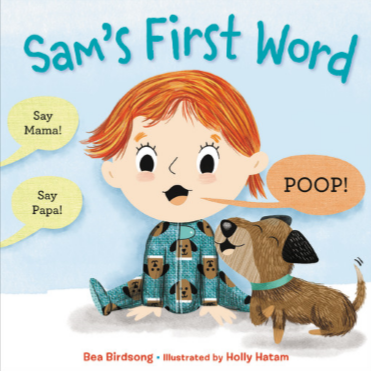 Sam's First Word
Say
Mama!
Say
Papa!
POOP!
Bea Birdsong • Illustrated by Holly Hatam